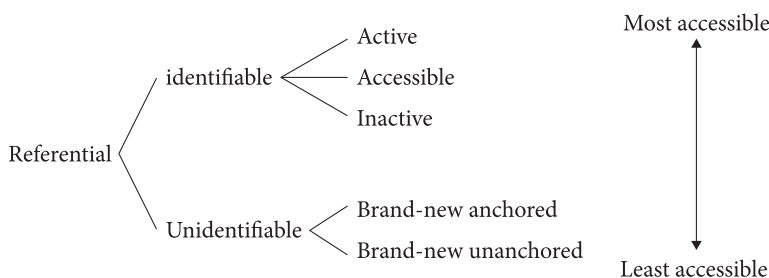 Most accessible
Active
identifiable
Accessible
Inactive
Referential
Brand-new anchored
Unidentifiable
Brand-new unanchored
Least accessible